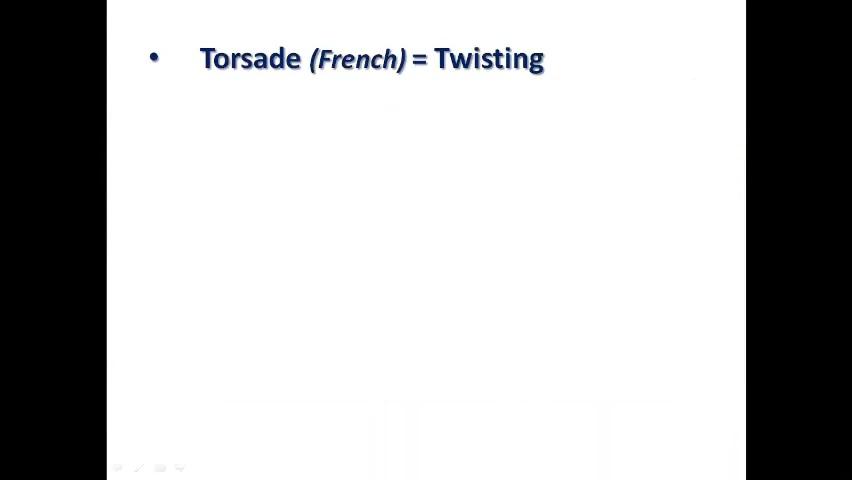 • Torsade (French) = Twisting